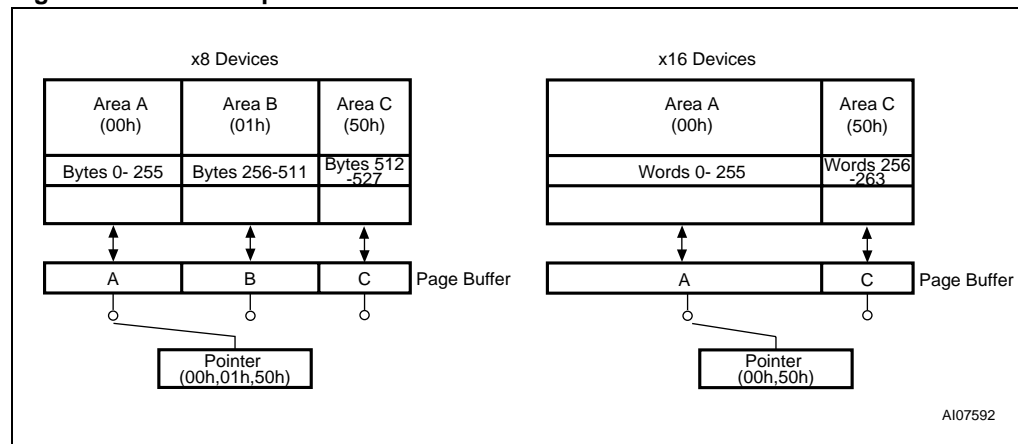 x8 Devices
Area A
(00h)
Area B
(01h)
Area C
(50h)
Bytes 0- 255
Bytes 256-511
Bytes 512
-527
A
B
C
Page Buffer
Pointer
(00h,01h,50h)
x16 Devices
Area A
(00h)
Area C
(50h)
Words 0- 255
Words 256
-263
A
C
Page Buffer
Pointer
(00h,50h)
AI07592